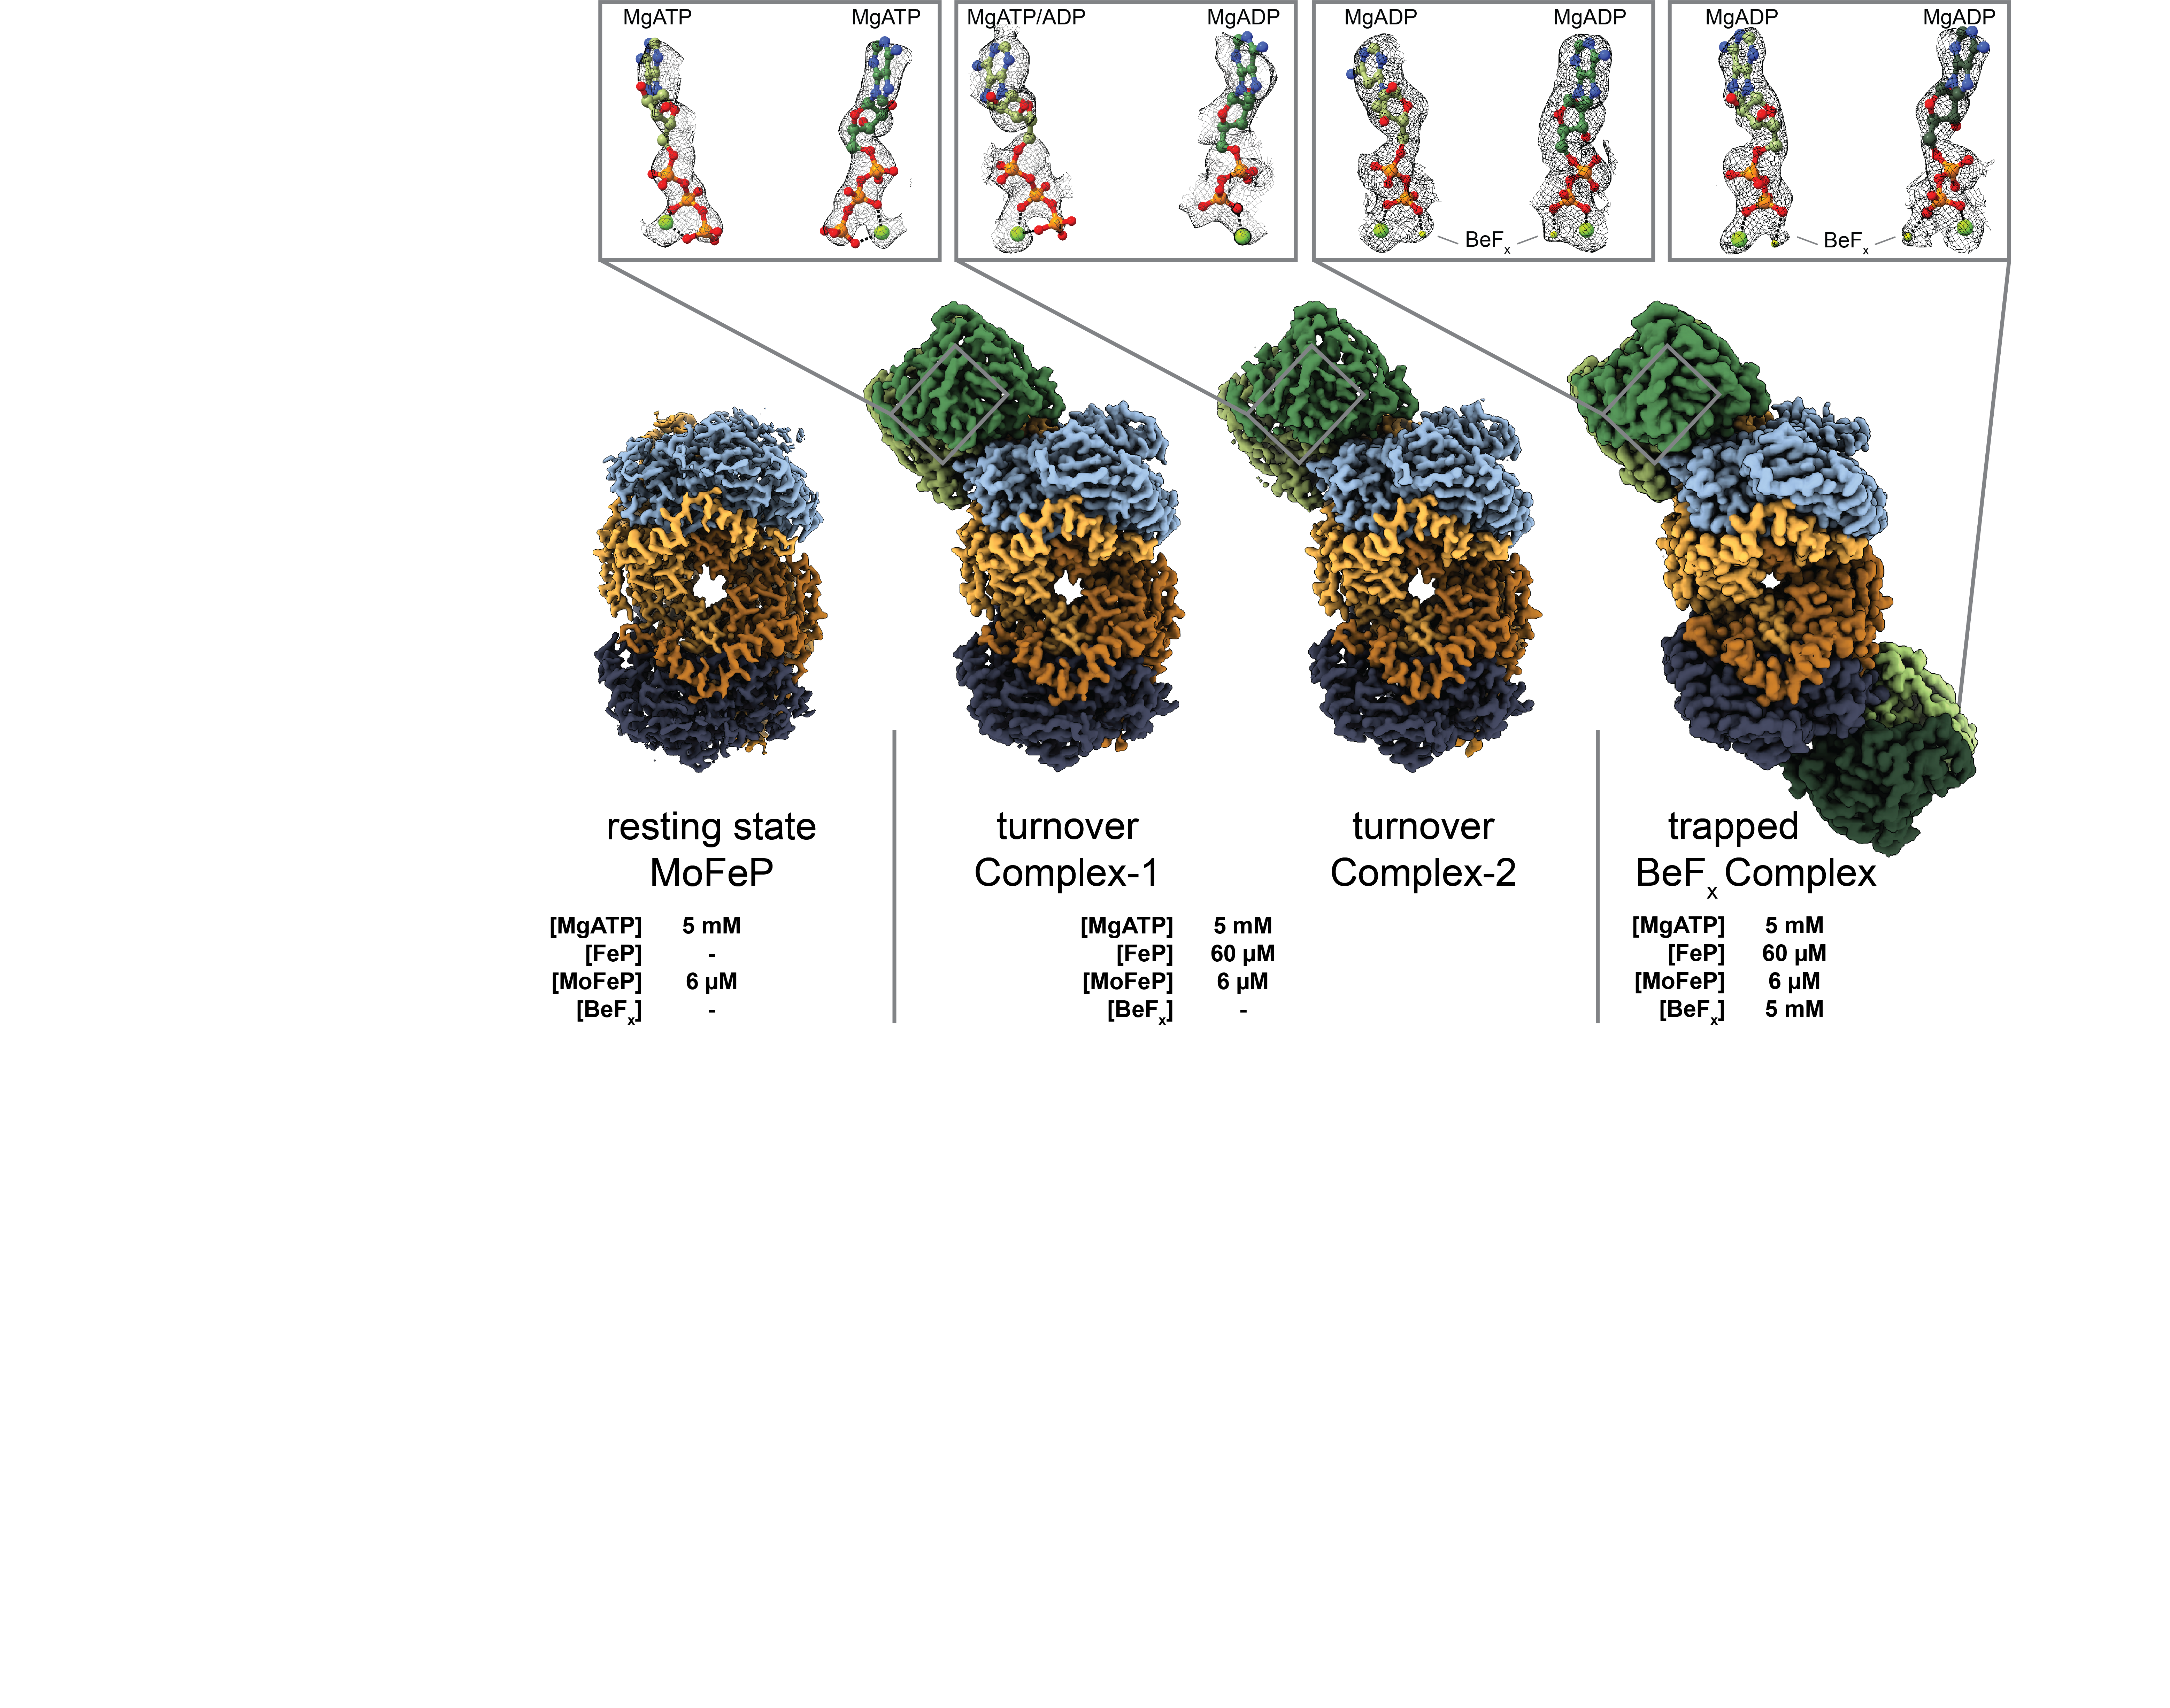 MgATP MgATP
MgATP/ADP MgADP
MgADP MgADP
MgADP MgADP
BeFx
BeFx
resting state
MoFeP
[MgATP] 5 mM
[FeP] -
[MoFeP] 6 µM
[BeFx] -
turnover
Complex-1
turnover
Complex-2
[MgATP] 5 mM
[FeP] 60 µM
[MoFeP] 6 µM
[BeFx] -
trapped
BeFx Complex
[MgATP] 5 mM
[FeP] 60 µM
[MoFeP] 6 µM
[BeFx] 5 mM